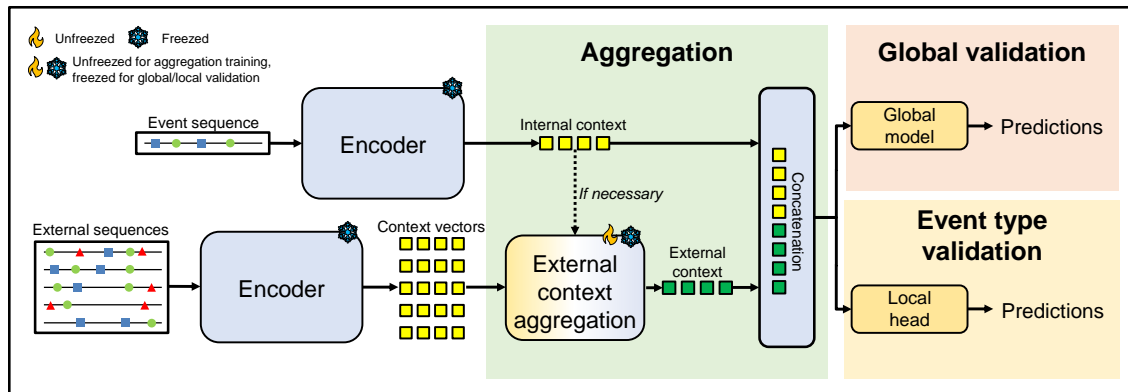 Unfreezed
Freezed
Unfreezed for aggregation training,
freezed for global/local validation
Aggregation
Global validation
Event sequence
Encoder
Internal context
Global
model
Predictions
If necessary
Concatenation
External sequences
Encoder
Context vectors
External
context
aggregation
External
context
Event type
validation
Local
head
Predictions